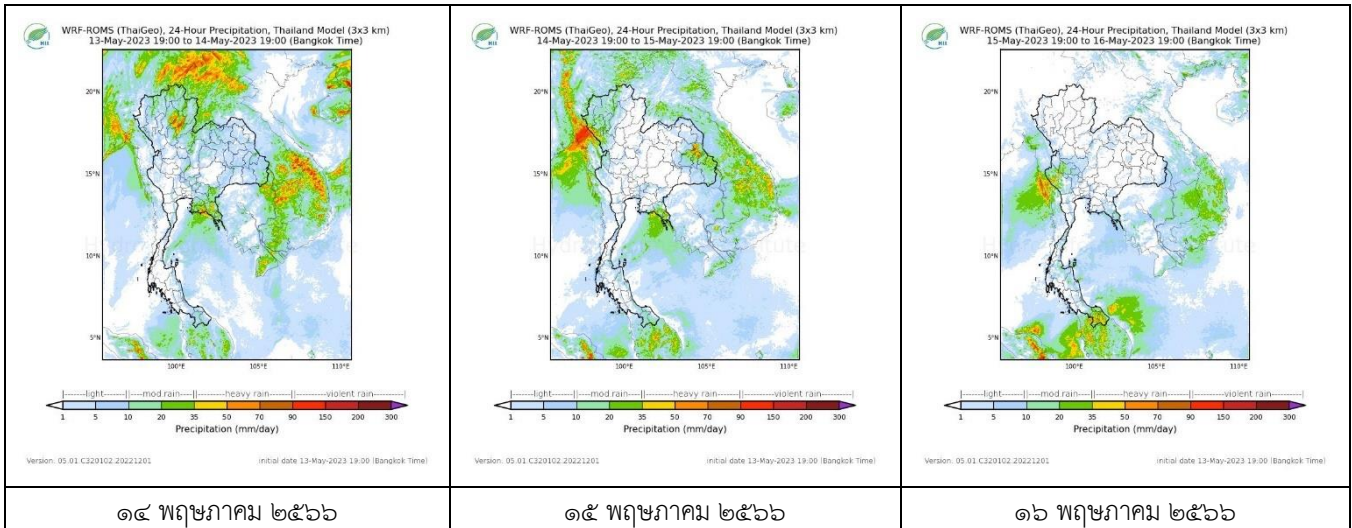 WRF-ROMS (ThaiGeo), 24-Hour Precipitation, Thailand Model (3x3 km)
13-May-2023 19:00 to 14-May-2023 19:00 (Bangkok Time)
HII
20°N
15°N
10°N
5°N
100°E 105°E 110°E
|------light------||---mod rain---||--------heavy rain--------||--------violent rain--------|
1 5 10 20 35 50 70 90 150 200 300
Precipitation (mm/day)
Version: 05.01.C320102.20221201 initial date 13-May-2023 19:00 (Bangkok Time)
๑๔ พฤษภาคม ๒๕๖๖
WRF-ROMS (ThaiGeo), 24-Hour Precipitation, Thailand Model (3x3 km)
14-May-2023 19:00 to 15-May-2023 19:00 (Bangkok Time)
HII
20°N
15°N
10°N
5°N
100°E 105°E 110°E
|------light------||---mod rain---||--------heavy rain--------||--------violent rain--------|
1 5 10 20 35 50 70 90 150 200 300
Precipitation (mm/day)
Version: 05.01.C320102.20221201 initial date 13-May-2023 19:00 (Bangkok Time)
๑๕ พฤษภาคม ๒๕๖๖
WRF-ROMS (ThaiGeo), 24-Hour Precipitation, Thailand Model (3x3 km)
15-May-2023 19:00 to 16-May-2023 19:00 (Bangkok Time)
HII
20°N
15°N
10°N
5°N
100°E 105°E 110°E
|------light------||---mod rain---||--------heavy rain--------||--------violent rain--------|
1 5 10 20 35 50 70 90 150 200 300
Precipitation (mm/day)
Version: 05.01.C320102.20221201 initial date 13-May-2023 19:00 (Bangkok Time)
๑๖ พฤษภาคม ๒๕๖๖